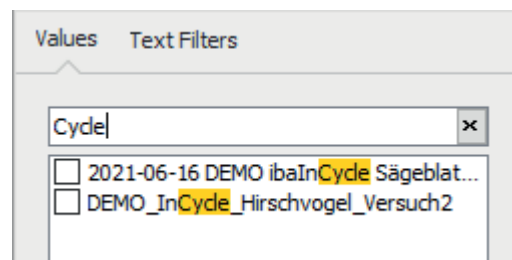 Values Text Filters
Cycle
2021-06-16 DEMO ibaInCycle Sägeblat...
DEMO_InCycle_Hirschvogel_Versuch2